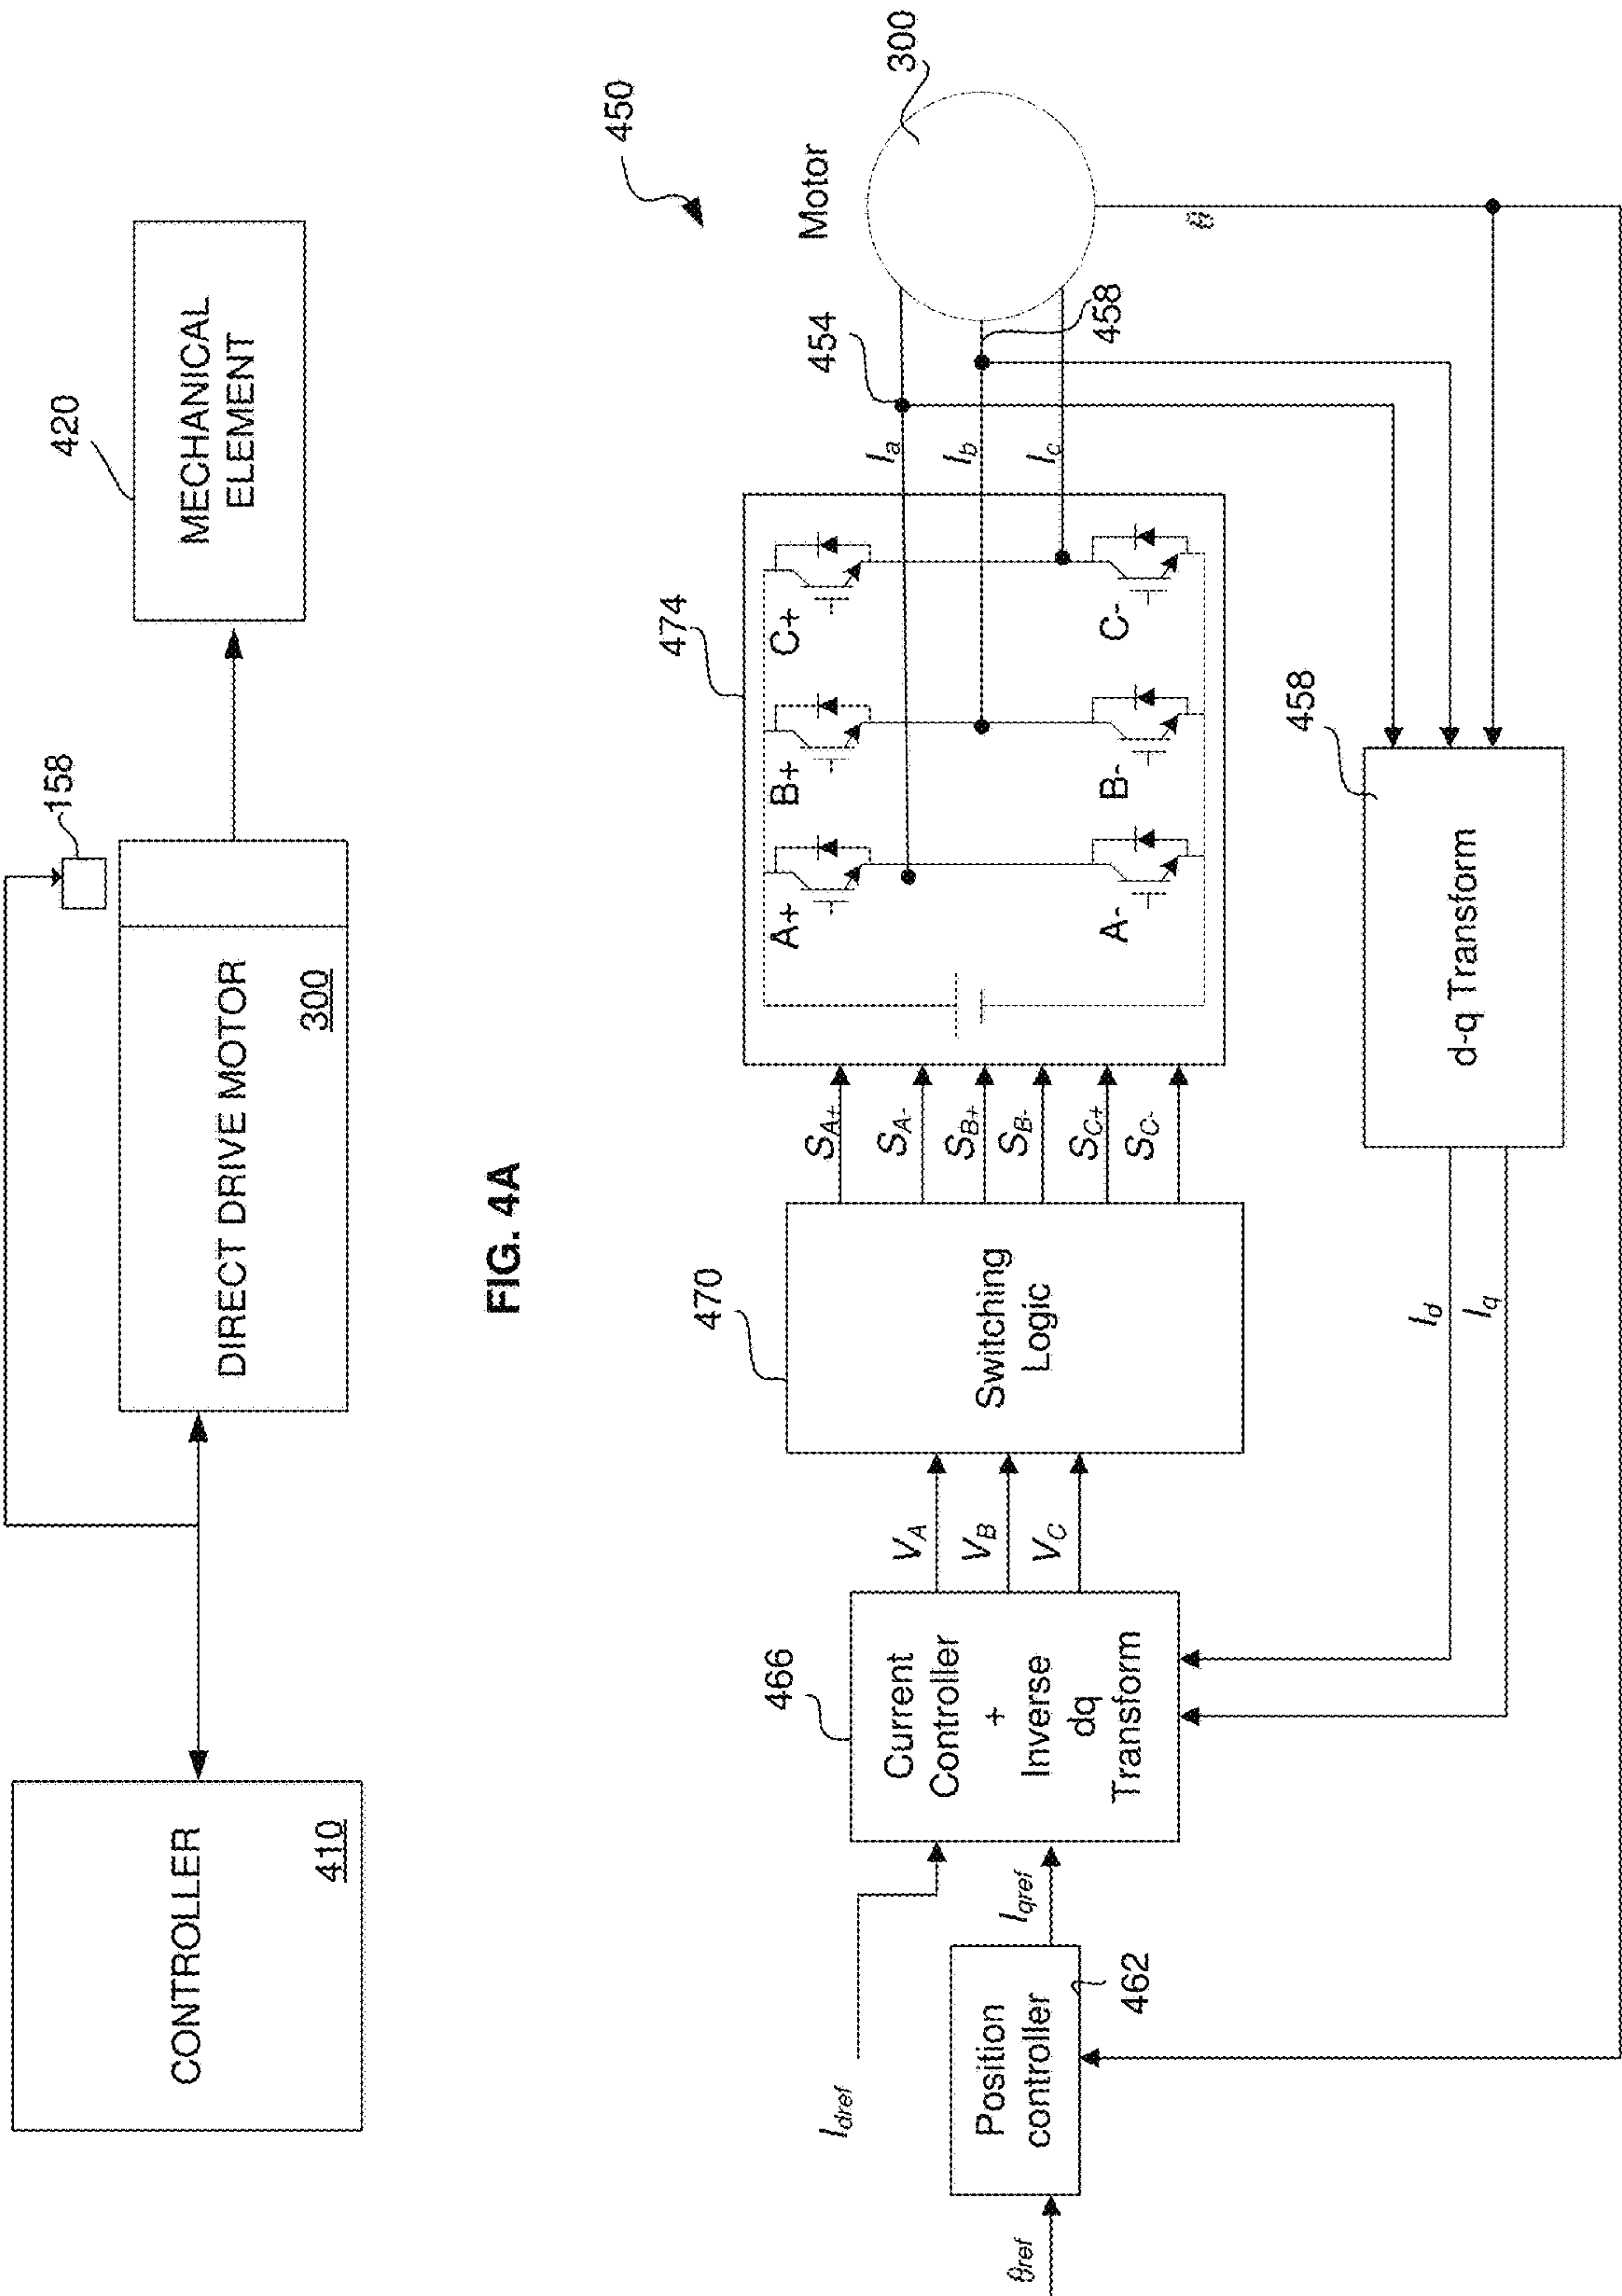 CONTROLLER
410
DIRECT DRIVE MOTOR
300
158
420
MECHANICAL
ELEMENT
FIG. 4A
450
θref
Position
controller
462
Idref
Iqref
466
Current
Controller
+
Inverse
dq
Transform
VA
VB
VC
470
Switching
Logic
SA+
SA-
SB+
SB-
SC+
SC-
474
A+
B+
C+
A-
B-
C-
Ia
Ib
Ic
454
458
Motor
300
θ
458
d-q Transform
Id
Iq